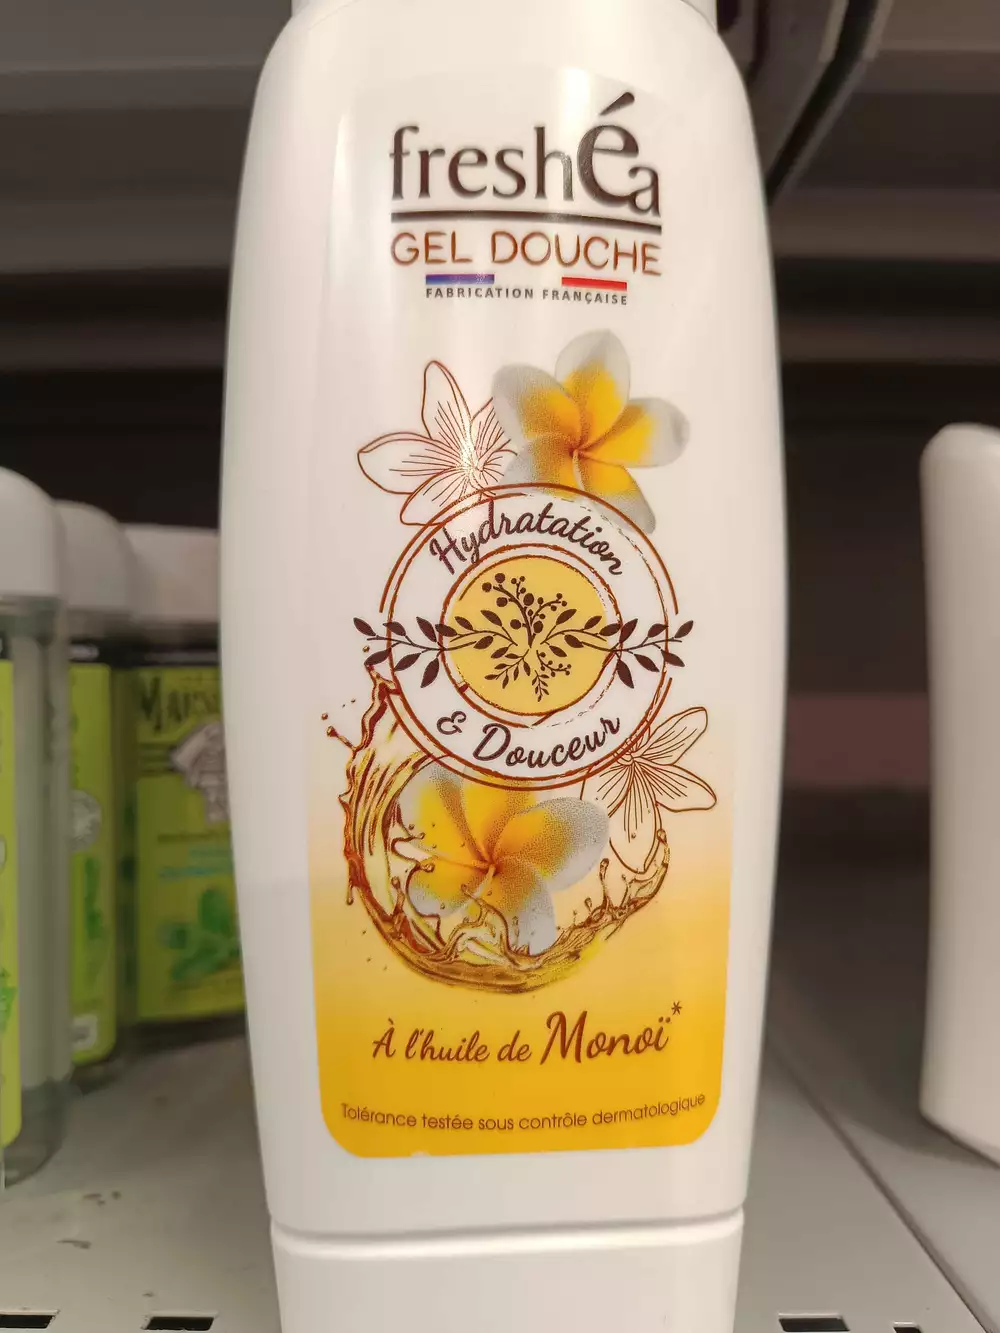 freshéa
GEL DOUCHE
FABRICATION FRANÇAISE
Hydratation
& Douceur
À l'huile de Monoï*
Tolérance testée sous contrôle dermatologique